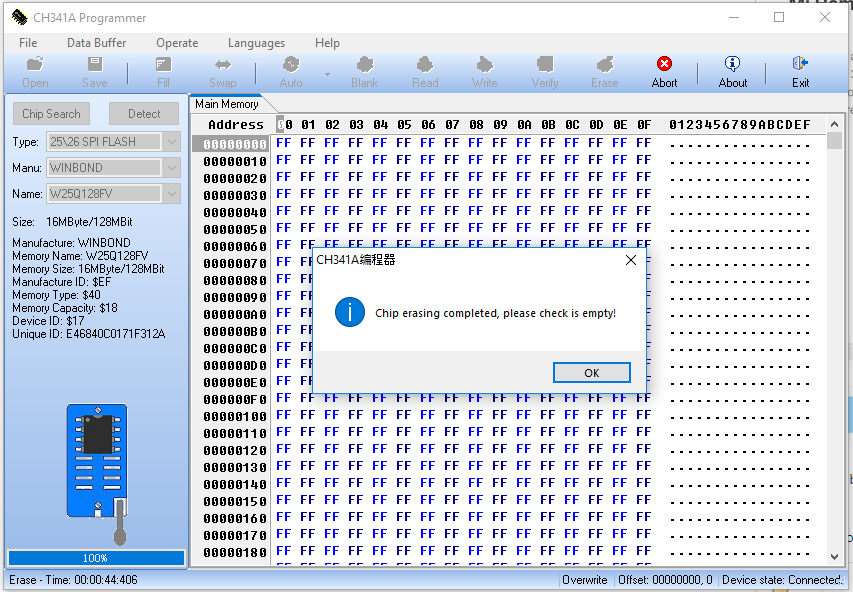 CH341A Programmer
File Data Buffer Operate Languages Help
Open Save Fill Swap Auto Blank Read Write Verify Erase Abort About Exit
Chip Search Detect
Type: 25\26 SPI FLASH
Manu: WINBOND
Name: W25Q128FV
Size: 16MByte/128MBit
Manufacture: WINBOND
Memory Name: W25Q128FV
Memory Size: 16MByte/128MBit
Manufacture ID: $EF
Memory Type: $40
Memory Capacity: $18
Device ID: $17
Unique ID: E46840C0171F312A
100%
Main Memory
Address 00 01 02 03 04 05 06 07 08 09 0A 0B 0C 0D 0E 0F 0123456789ABCDEF
00000000 FF FF FF FF FF FF FF FF FF FF FF FF FF FF FF FF ................
00000010 FF FF FF FF FF FF FF FF FF FF FF FF FF FF FF FF ................
00000020 FF FF FF FF FF FF FF FF FF FF FF FF FF FF FF FF ................
00000030 FF FF FF FF FF FF FF FF FF FF FF FF FF FF FF FF ................
00000040 FF FF FF FF FF FF FF FF FF FF FF FF FF FF FF FF ................
00000050 FF FF FF FF FF FF FF FF FF FF FF FF FF FF FF FF ................
00000060 FF FF FF FF FF FF FF FF FF FF FF FF FF FF FF FF ................
00000070 FF ................
00000080 FF ................
00000090 FF ................
000000A0 FF ................
000000B0 FF ................
000000C0 FF ................
000000D0 FF ................
000000E0 FF ................
000000F0 FF FF FF FF FF FF FF FF FF FF FF FF FF FF FF FF ................
00000100 FF FF FF FF FF FF FF FF FF FF FF FF FF FF FF FF ................
00000110 FF FF FF FF FF FF FF FF FF FF FF FF FF FF FF FF ................
00000120 FF FF FF FF FF FF FF FF FF FF FF FF FF FF FF FF ................
00000130 FF FF FF FF FF FF FF FF FF FF FF FF FF FF FF FF ................
00000140 FF FF FF FF FF FF FF FF FF FF FF FF FF FF FF FF ................
00000150 FF FF FF FF FF FF FF FF FF FF FF FF FF FF FF FF ................
00000160 FF FF FF FF FF FF FF FF FF FF FF FF FF FF FF FF ................
00000170 FF FF FF FF FF FF FF FF FF FF FF FF FF FF FF FF ................
00000180 FF FF FF FF FF FF FF FF FF FF FF FF FF FF FF FF ................
CH341A编程器
Chip erasing completed, please check is empty!
OK
Erase - Time: 00:00:44:406 Overwrite Offset: 00000000, 0 Device state: Connected.